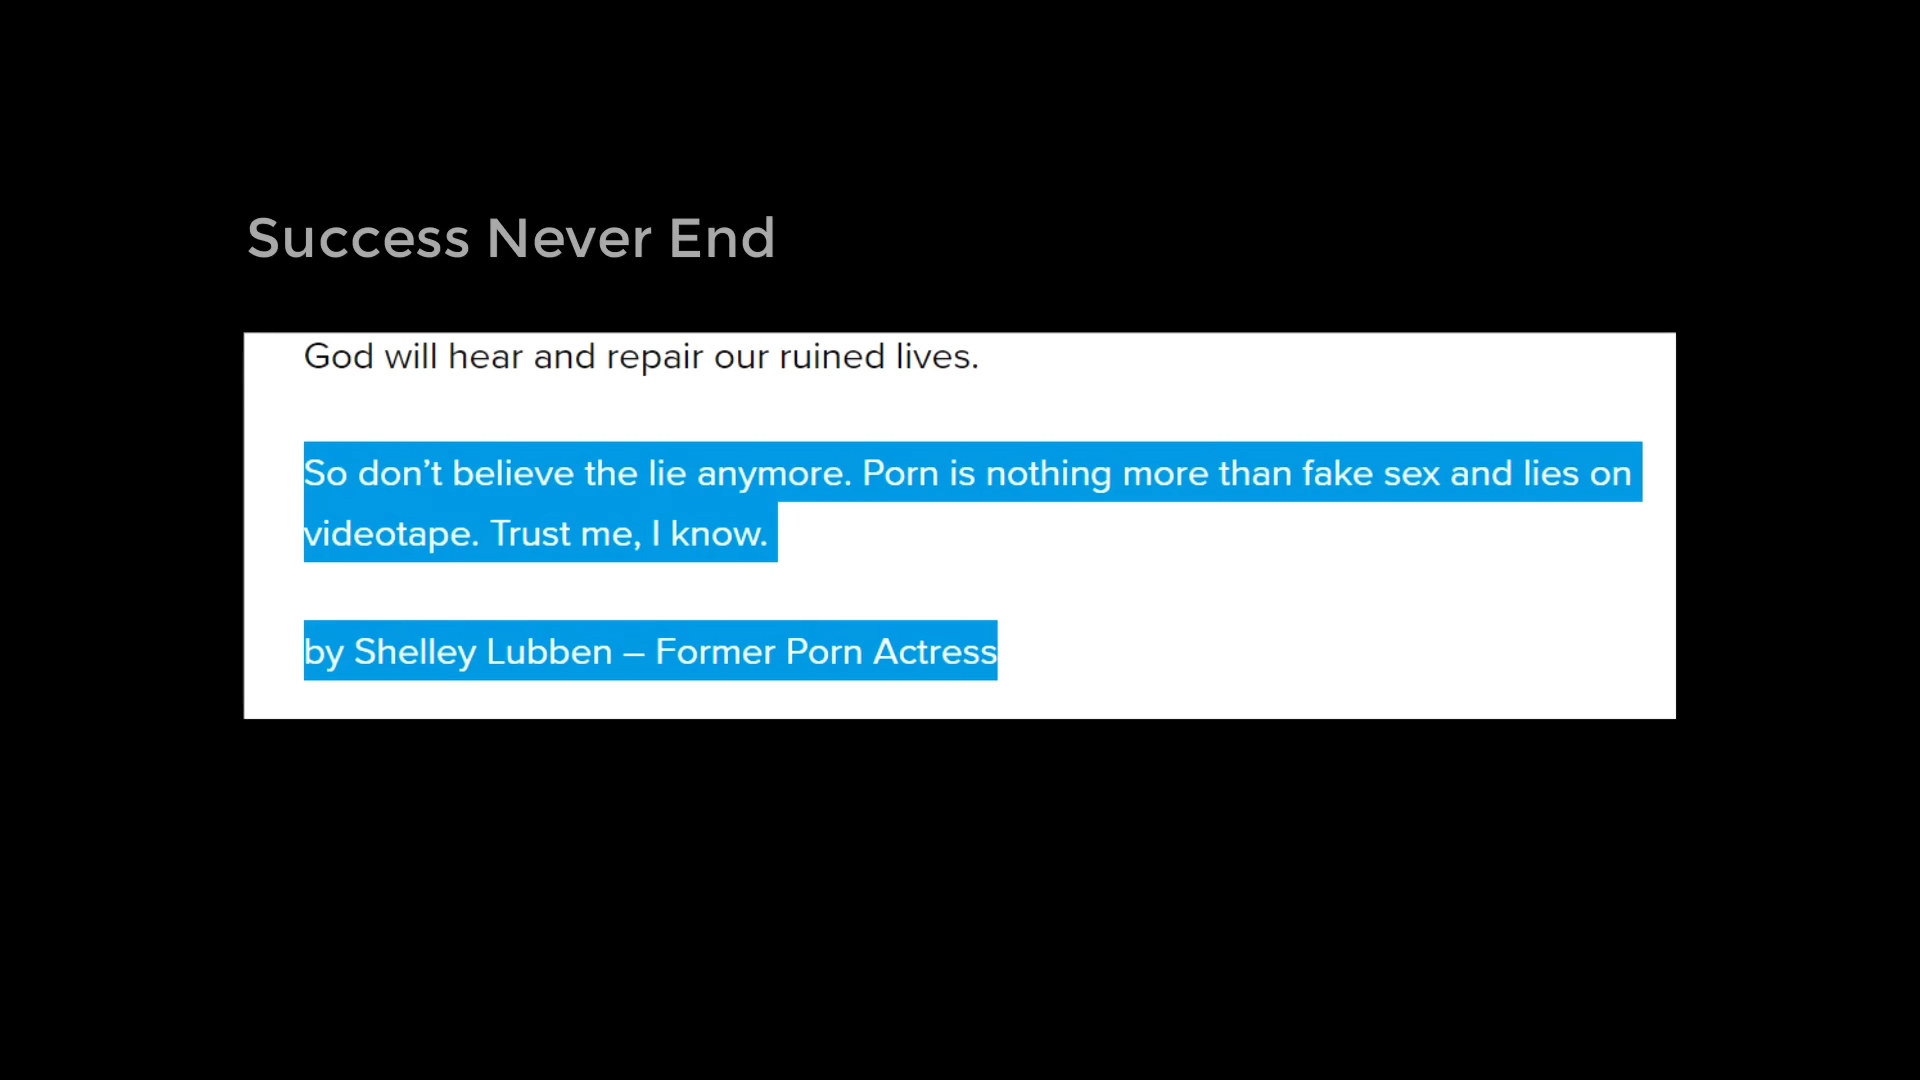 Success Never End
God will hear and repair our ruined lives.
So don’t believe the lie anymore. Porn is nothing more than fake sex and lies on
videotape. Trust me, I know.
by Shelley Lubben – Former Porn Actress